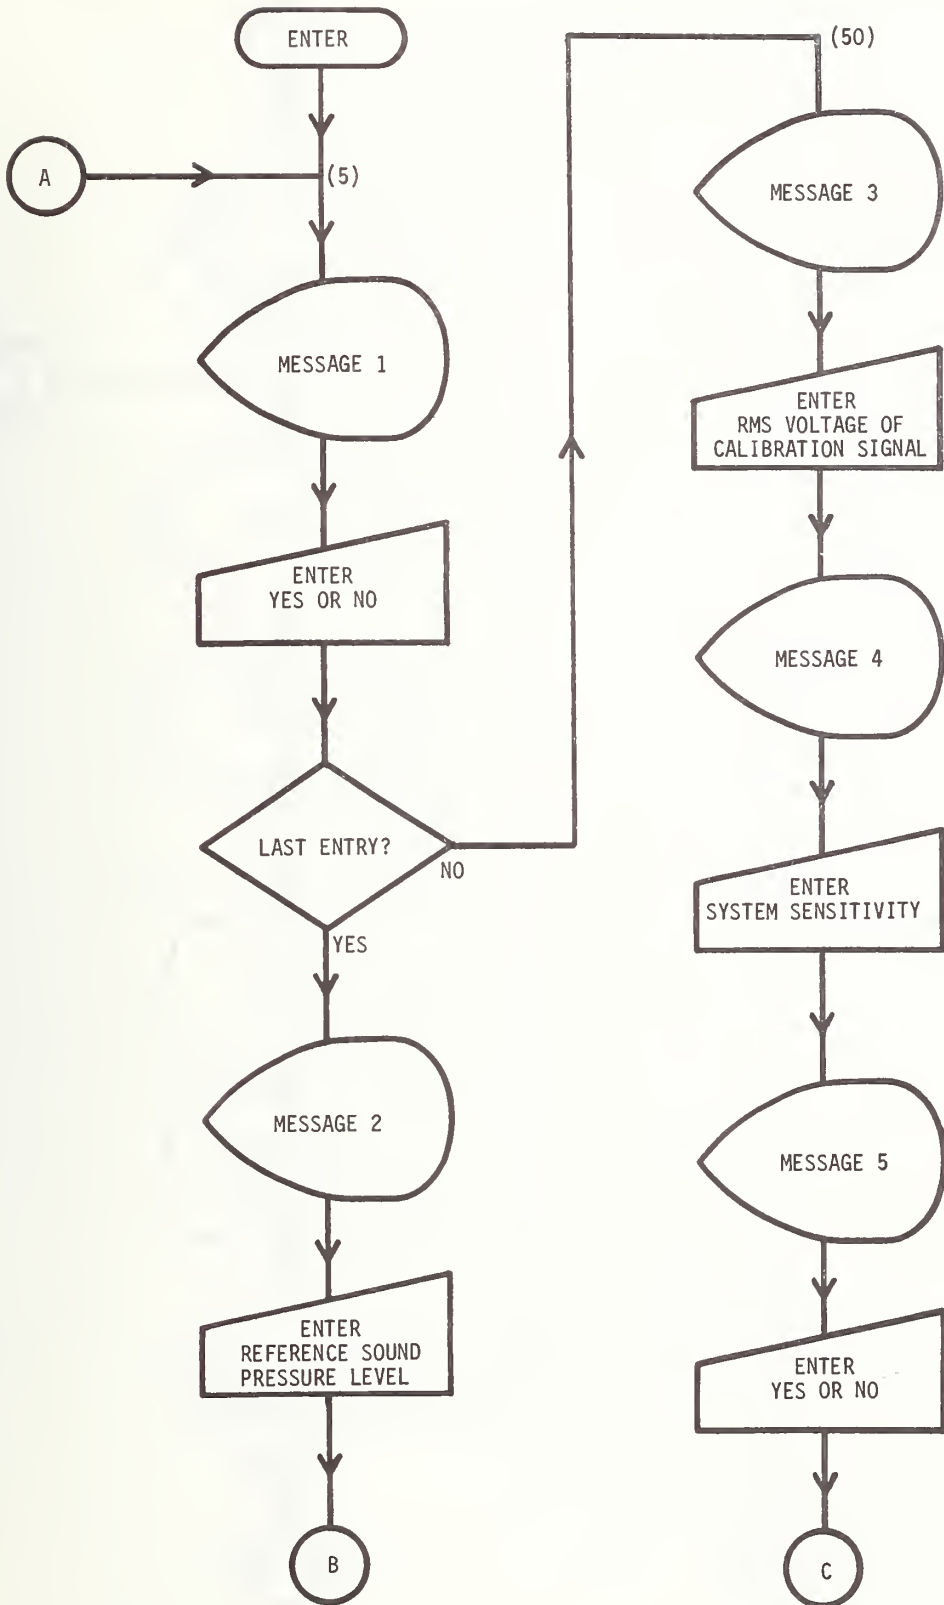 ENTER
A
(5)
MESSAGE 1
ENTER
YES OR NO
LAST ENTRY?
NO
YES
MESSAGE 2
ENTER
REFERENCE SOUND
PRESSURE LEVEL
B
(50)
MESSAGE 3
ENTER
RMS VOLTAGE OF
CALIBRATION SIGNAL
MESSAGE 4
ENTER
SYSTEM SENSITIVITY
MESSAGE 5
ENTER
YES OR NO
C